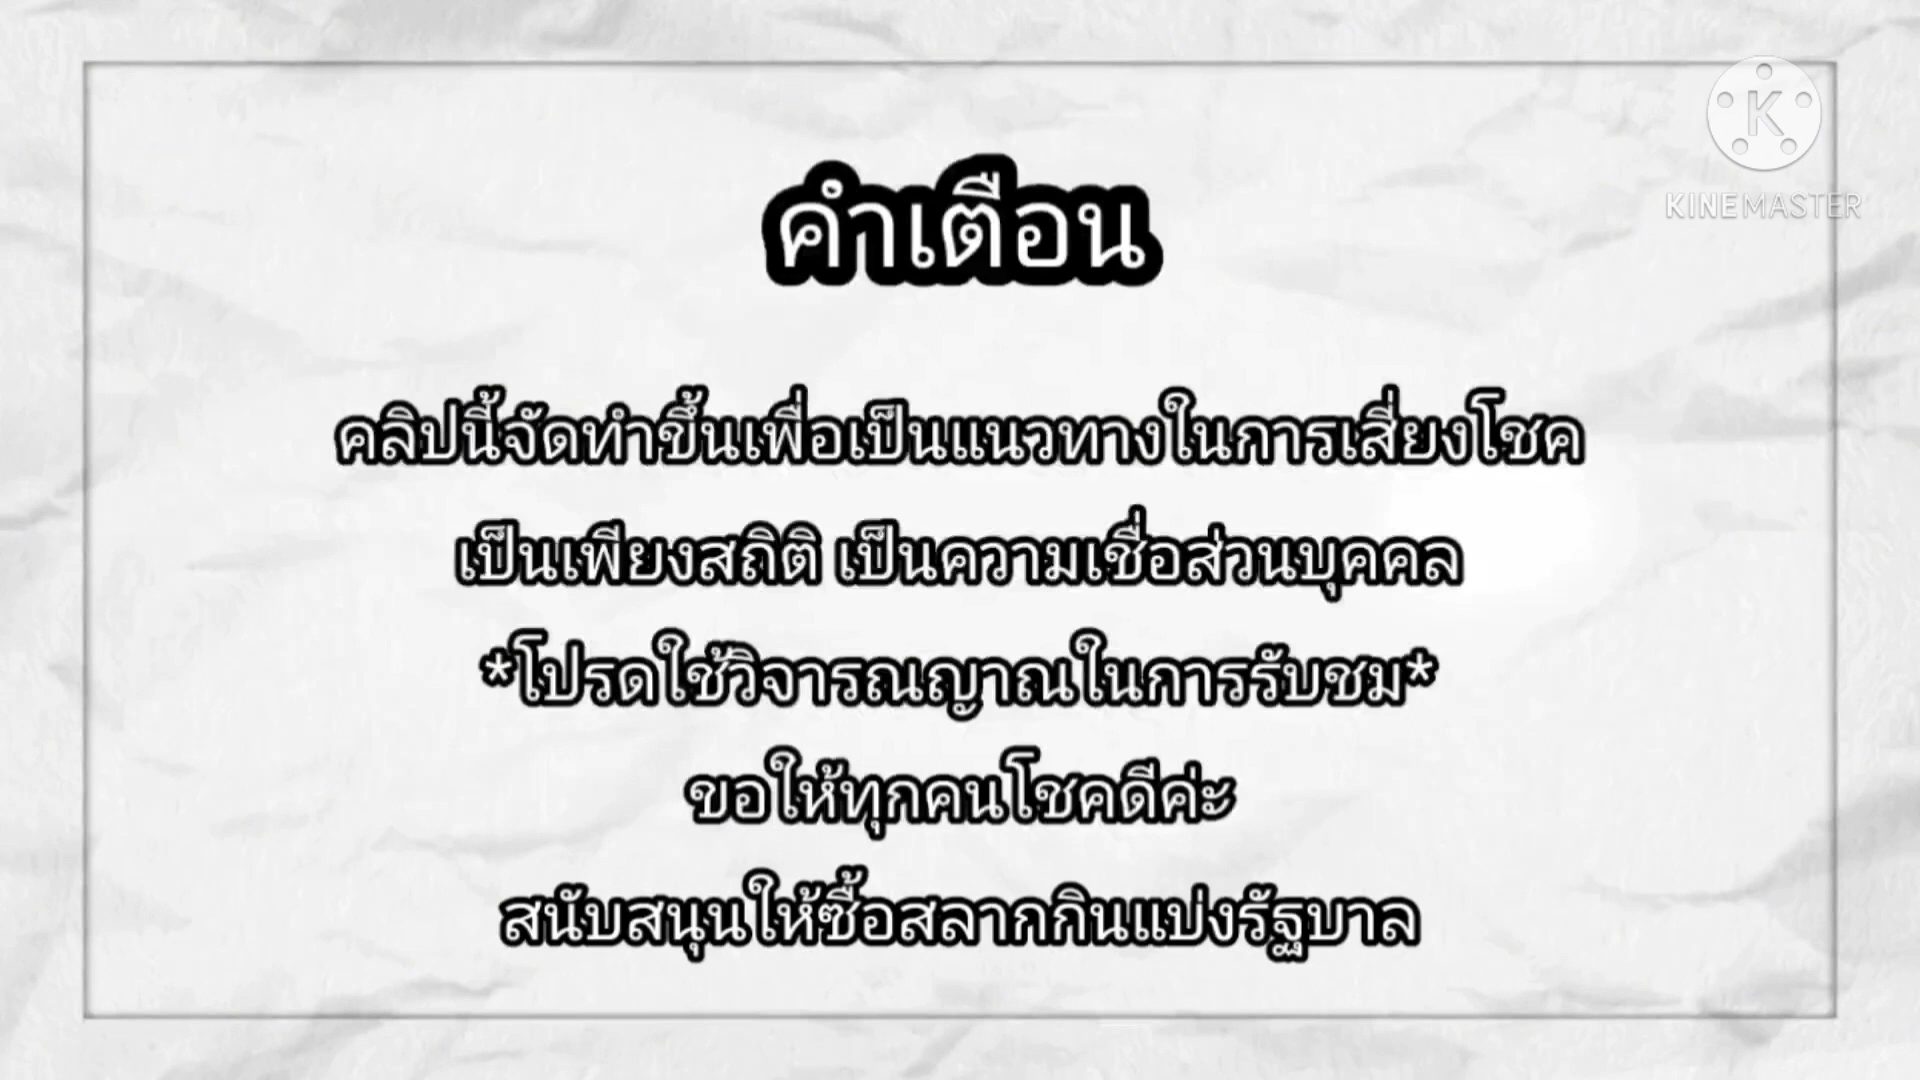 K
KINEMASTER
คำเตือน
คลิปนี้จัดทำขึ้นเพื่อเป็นแนวทางในการเสี่ยงโชค
เป็นเพียงสถิติ เป็นความเชื่อส่วนบุคคล
*โปรดใช้วิจารณญาณในการรับชม*
ขอให้ทุกคนโชคดีค่ะ
สนับสนุนให้ซื้อสลากกินแบ่งรัฐบาล